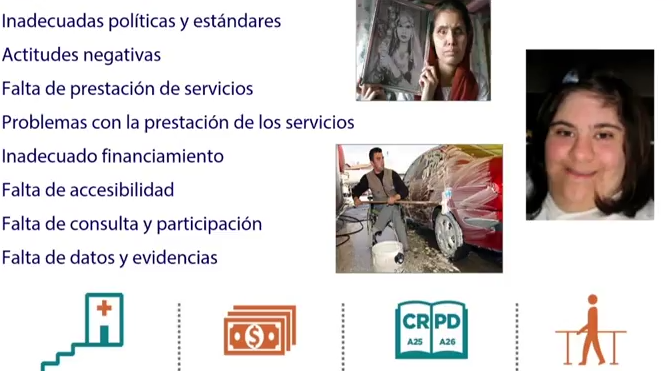 Inadecuadas políticas y estándares
Actitudes negativas
Falta de prestación de servicios
Problemas con la prestación de los servicios
Inadecuado financiamiento
Falta de accesibilidad
Falta de consulta y participación
Falta de datos y evidencias
$
CRPD
A25 A26